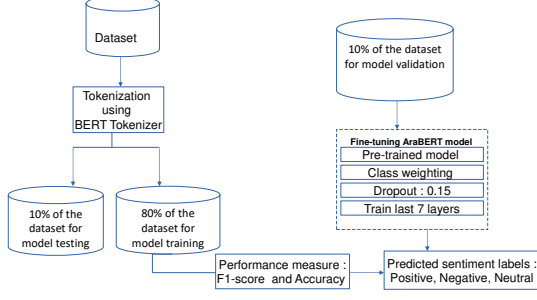 Dataset
Tokenization
using
BERT Tokenizer
10% of the
dataset for
model testing
80% of the
dataset for
model training
10% of the dataset
for model validation
Fine-tuning AraBERT model
Pre-trained model
Class weighting
Dropout : 0.15
Train last 7 layers
Performance measure :
F1-score and Accuracy
Predicted sentiment labels :
Positive, Negative, Neutral